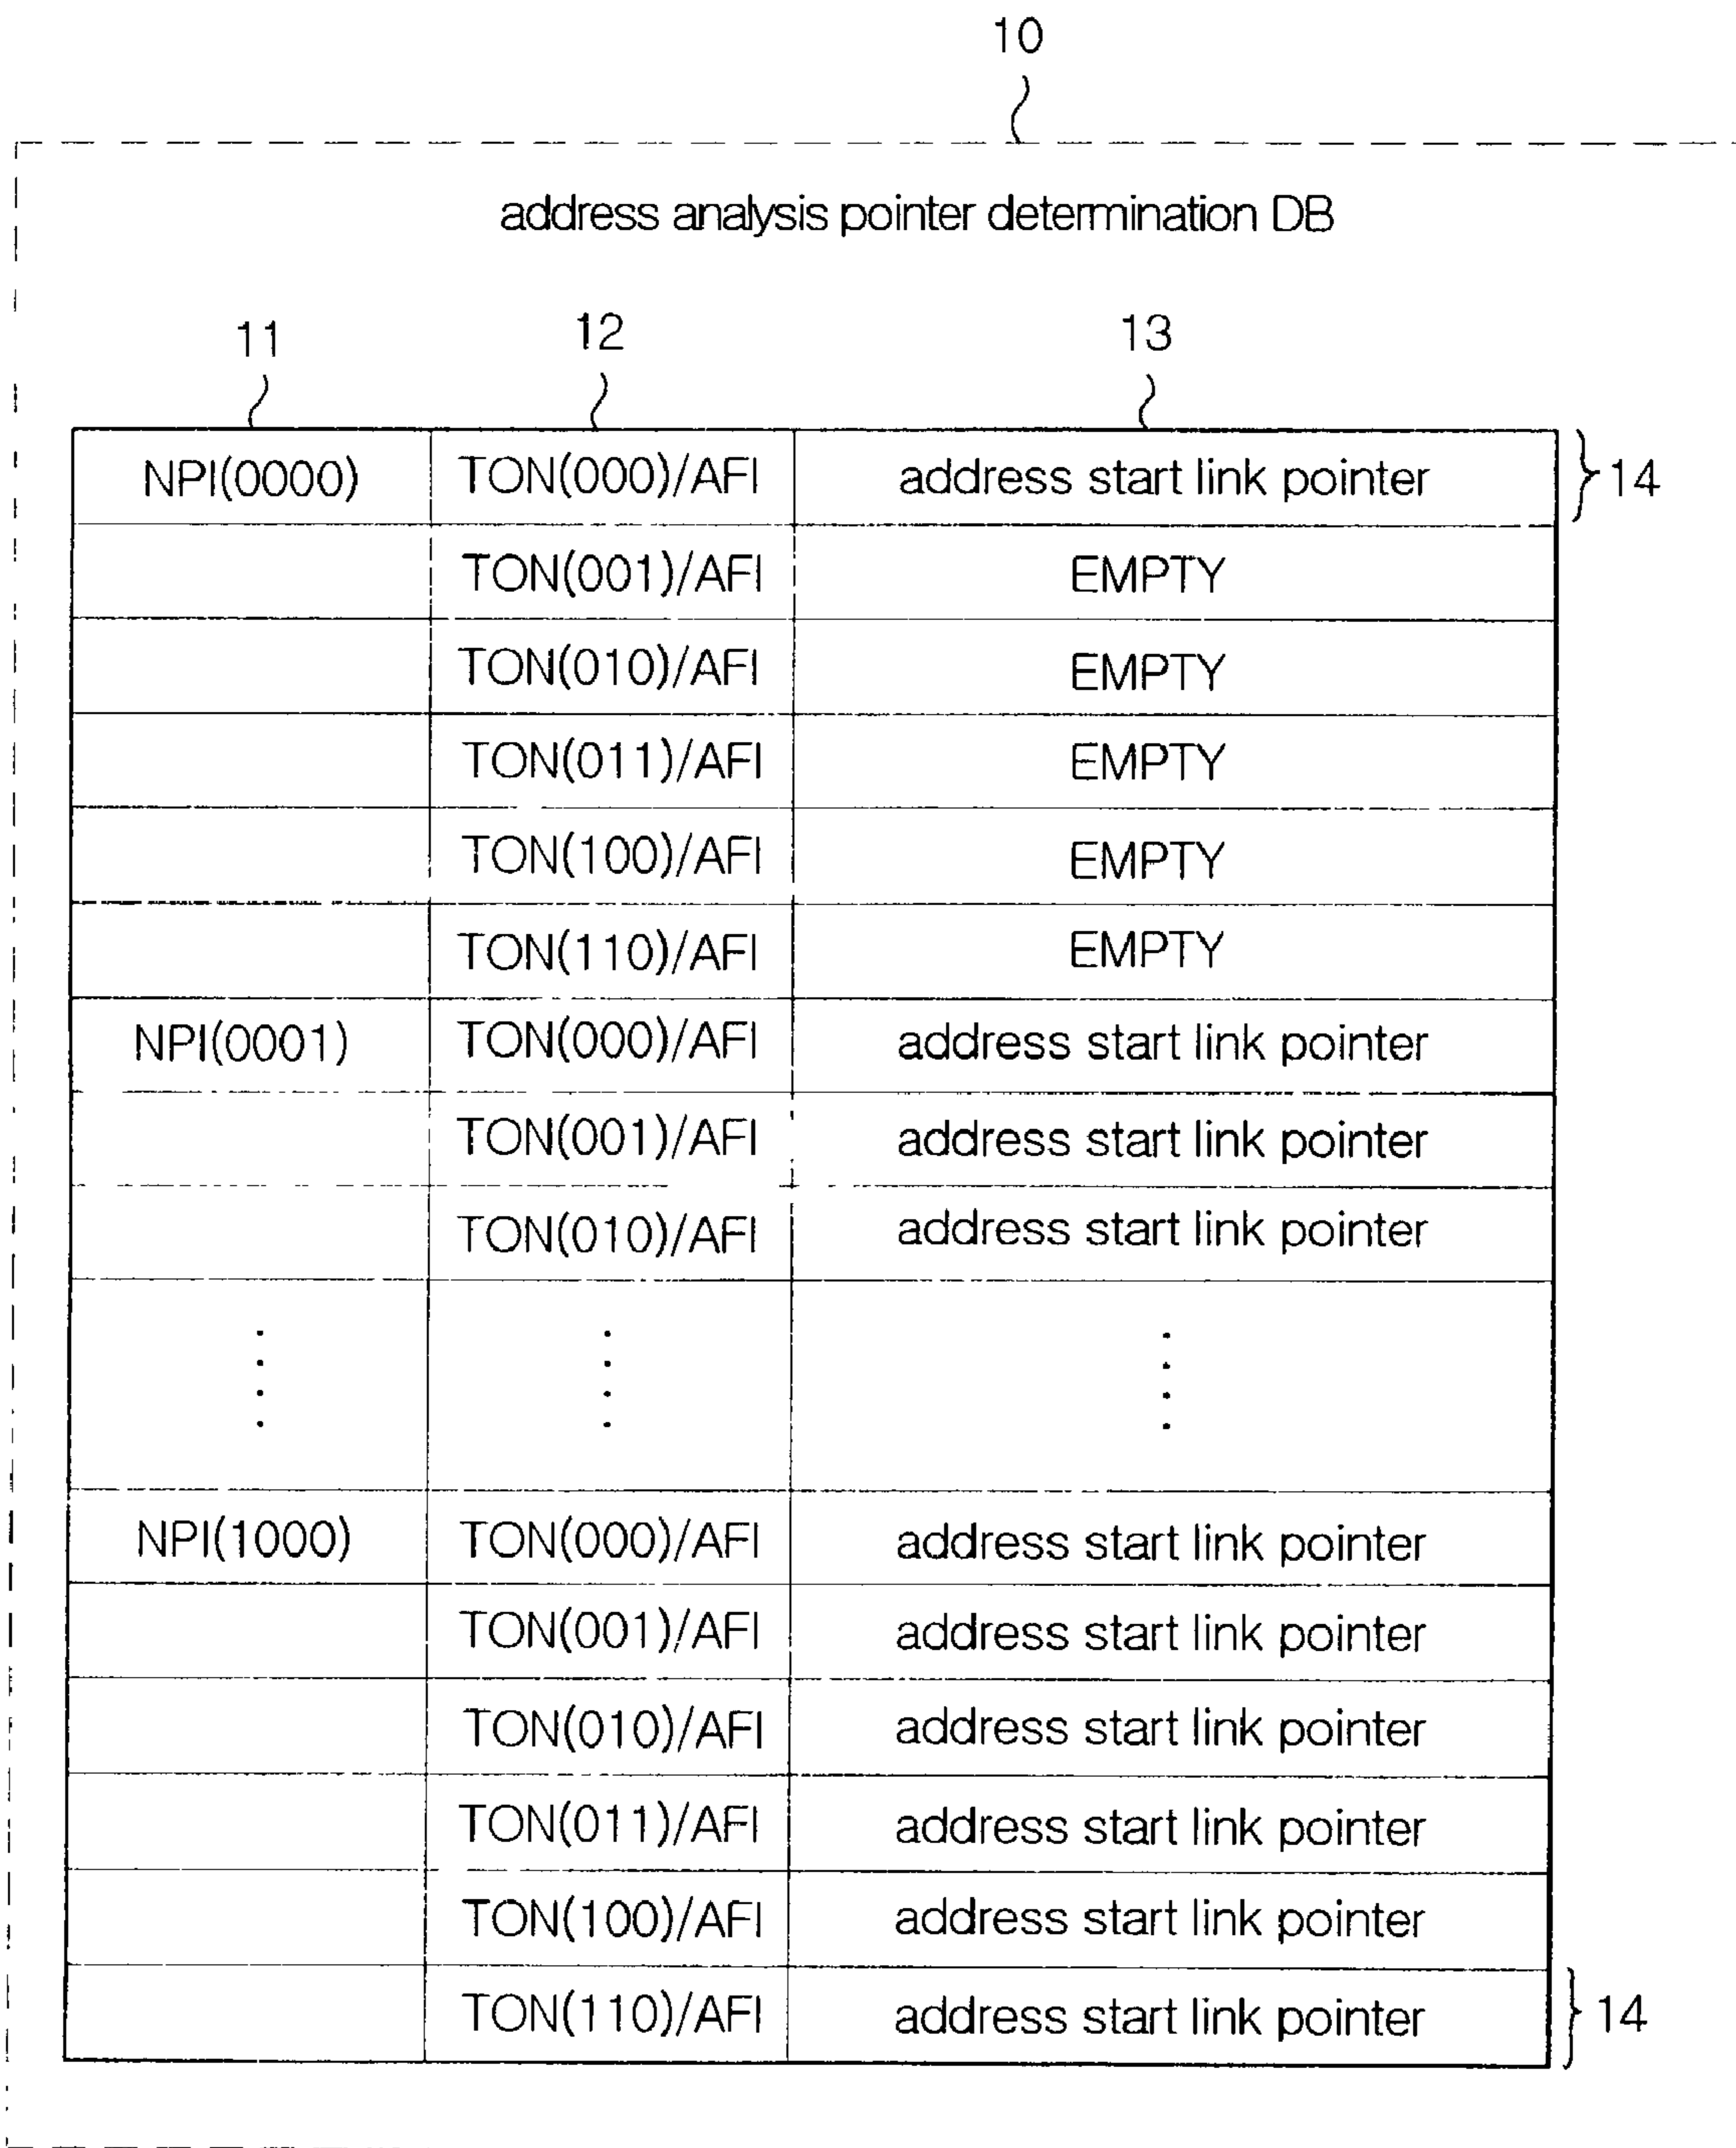 10
address analysis pointer determination DB
11 12 13
NPI(0000) TON(000)/AFI address start link pointer 14
TON(001)/AFI EMPTY
TON(010)/AFI EMPTY
TON(011)/AFI EMPTY
TON(100)/AFI EMPTY
TON(110)/AFI EMPTY
NPI(0001) TON(000)/AFI address start link pointer
TON(001)/AFI address start link pointer
TON(010)/AFI address start link pointer
NPI(1000) TON(000)/AFI address start link pointer
TON(001)/AFI address start link pointer
TON(010)/AFI address start link pointer
TON(011)/AFI address start link pointer
TON(100)/AFI address start link pointer
TON(110)/AFI address start link pointer 14